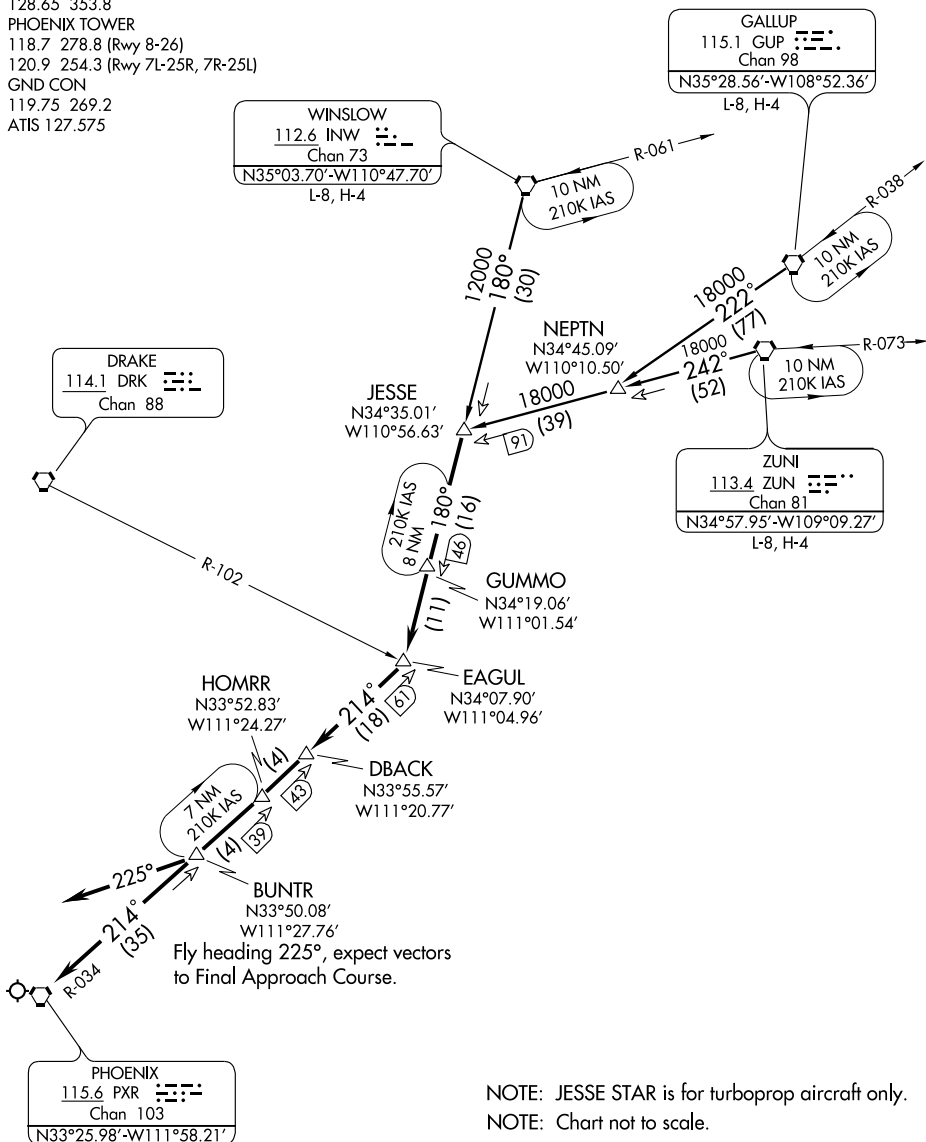 128.65 353.8
PHOENIX TOWER
118.7 278.8 (Rwy 8-26)
120.9 254.3 (Rwy 7L-25R, 7R-25L)
GND CON
119.75 269.2
ATIS 127.575
GALLUP
115.1 GUP
Chan 98
N35°28.56'-W108°52.36'
L-8, H-4
WINSLOW
112.6 INW
Chan 73
N35°03.70'-W110°47.70'
L-8, H-4
R-061
10 NM
210K IAS
R-038
10 NM
210K IAS
12000
180°
(30)
18000
222°
(77)
NEPTN
N34°45.09'
W110°10.50'
18000
242°
(52)
R-073
10 NM
210K IAS
DRAKE
114.1 DRK
Chan 88
JESSE
N34°35.01'
W110°56.63'
18000
(39)
91
ZUNI
113.4 ZUN
Chan 81
N34°57.95'-W109°09.27'
L-8, H-4
210K IAS
8 NM
180°
(16)
46
R-102
GUMMO
N34°19.06'
W111°01.54'
(11)
EAGUL
N34°07.90'
W111°04.96'
HOMRR
N33°52.83'
W111°24.27'
214°
(18)
61
(4)
DBACK
N33°55.57'
W111°20.77'
43
7 NM
210K IAS
(4)
39
225°
BUNTR
N33°50.08'
W111°27.76'
214°
(35)
Fly heading 225°, expect vectors
to Final Approach Course.
R-034
PHOENIX
115.6 PXR
Chan 103
N33°25.98'-W111°58.21'
NOTE: JESSE STAR is for turboprop aircraft only.
NOTE: Chart not to scale.